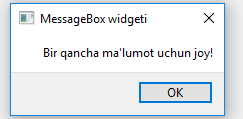 MessageBox widgeti
Bir qancha ma'lumot uchun joy!
OK